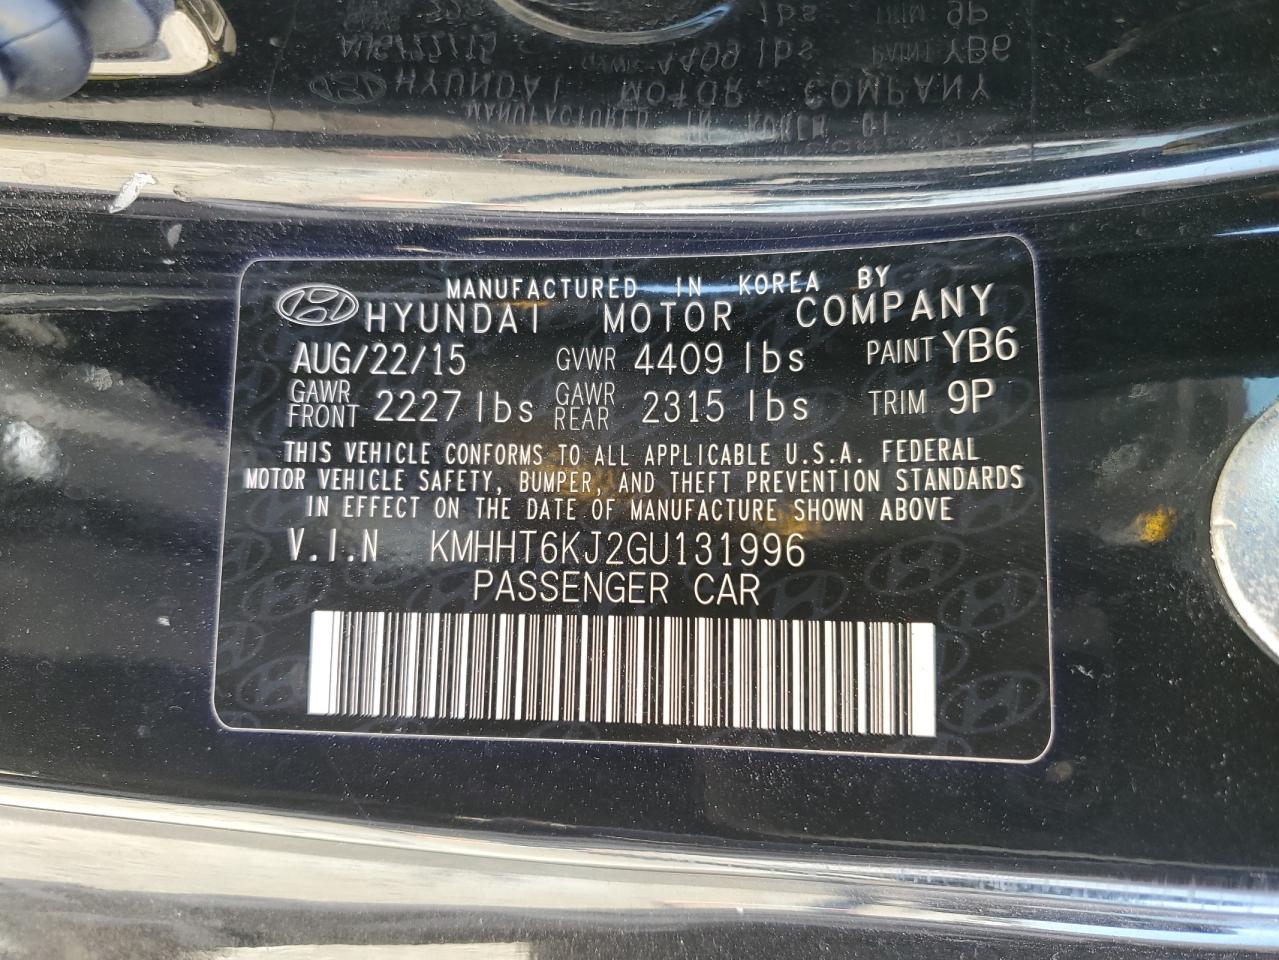 MANUFACTURED IN KOREA BY
HYUNDAI MOTOR COMPANY
AUG/22/15 GVWR 4409 lbs PAINT YB6
GAWR FRONT 2227 lbs GAWR REAR 2315 lbs TRIM 9P
THIS VEHICLE CONFORMS TO ALL APPLICABLE U.S.A. FEDERAL
MOTOR VEHICLE SAFETY, BUMPER, AND THEFT PREVENTION STANDARDS
IN EFFECT ON THE DATE OF MANUFACTURE SHOWN ABOVE
V.I.N KMHHT6KJ2GU131996
PASSENGER CAR